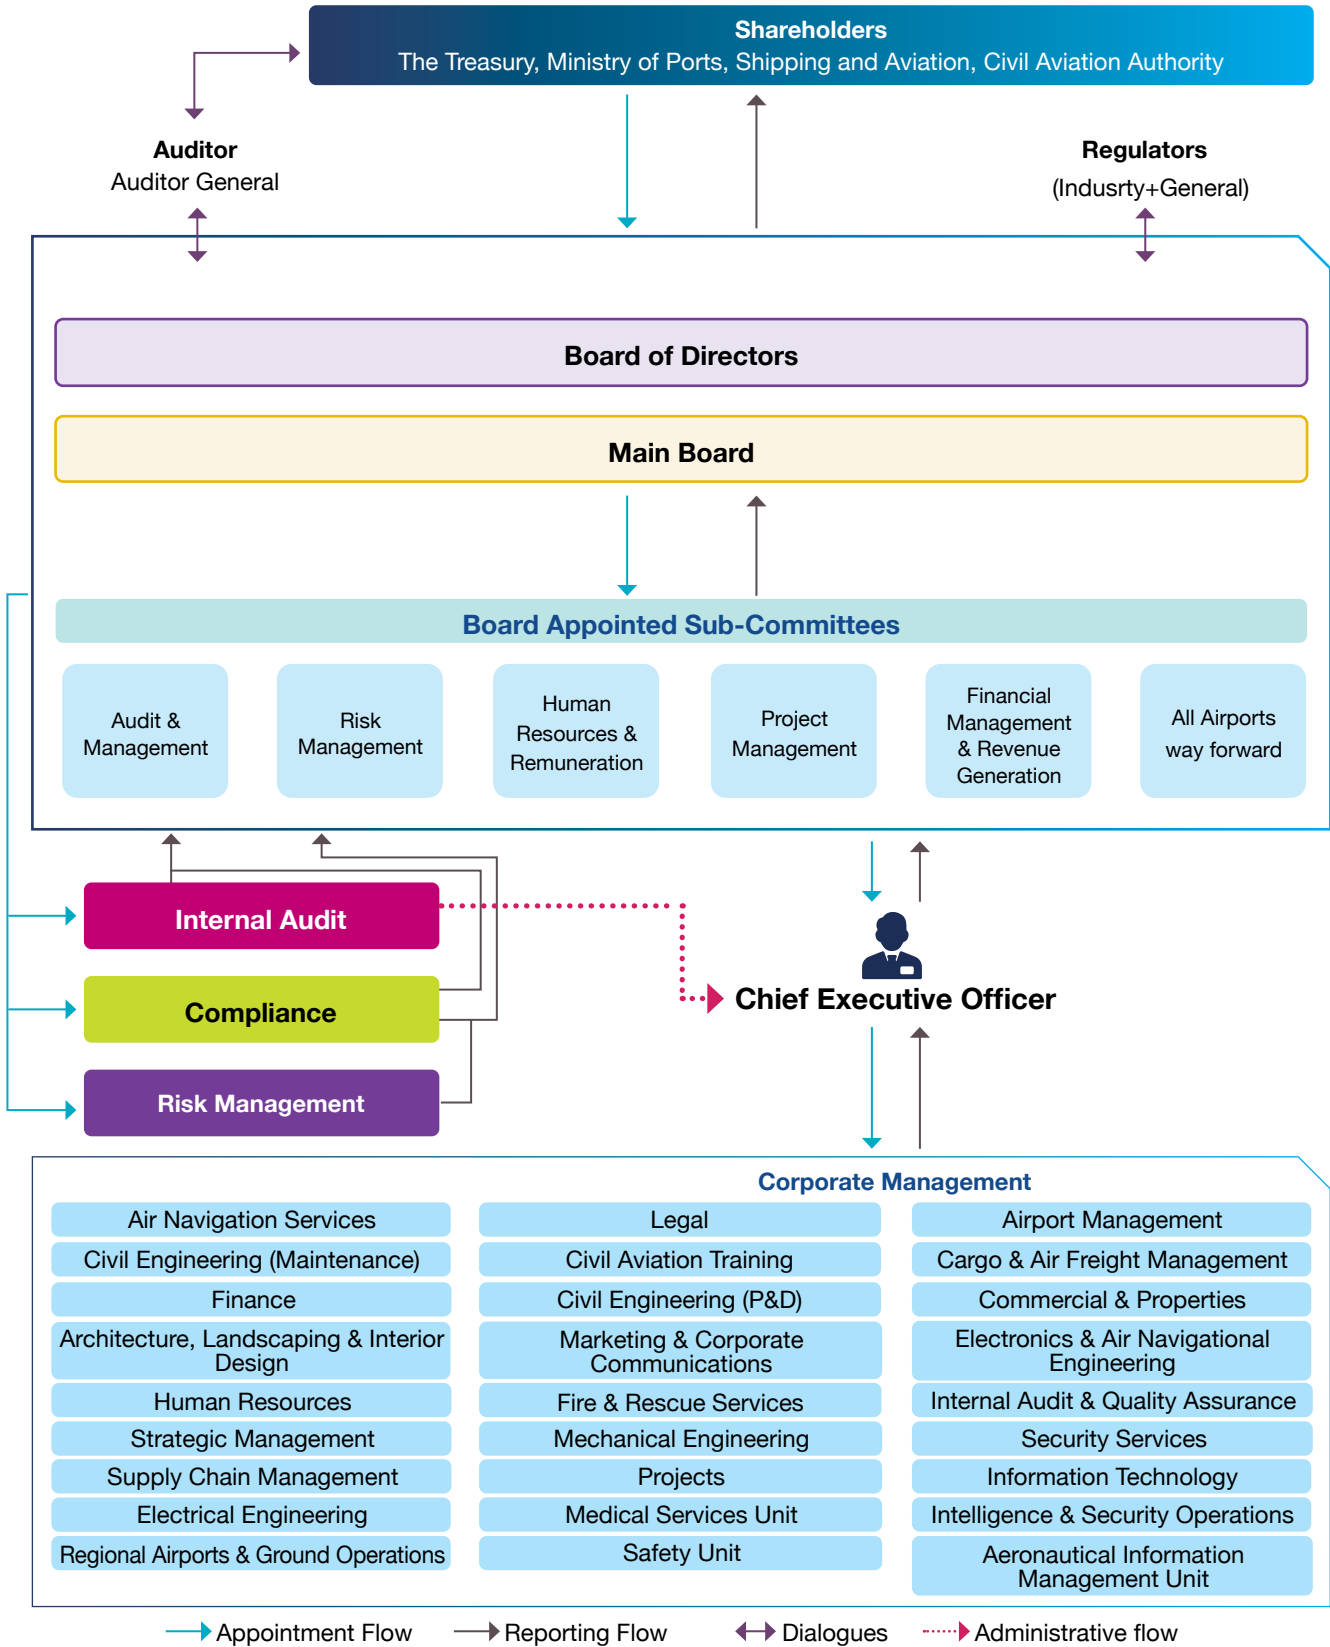 Shareholders
The Treasury, Ministry of Ports, Shipping and Aviation, Civil Aviation Authority
Auditor
Auditor General
Regulators
(Indusrty+General)
Board of Directors
Main Board
Board Appointed Sub-Committees
Audit &
Management
Risk
Management
Human
Resources &
Remuneration
Project
Management
Financial
Management
& Revenue
Generation
All Airports
way forward
Internal Audit
Compliance
Risk Management
Chief Executive Officer
Corporate Management
Air Navigation Services
Civil Engineering (Maintenance)
Finance
Architecture, Landscaping & Interior
Design
Human Resources
Strategic Management
Supply Chain Management
Electrical Engineering
Regional Airports & Ground Operations
Legal
Civil Aviation Training
Civil Engineering (P&D)
Marketing & Corporate
Communications
Fire & Rescue Services
Mechanical Engineering
Projects
Medical Services Unit
Safety Unit
Airport Management
Cargo & Air Freight Management
Commercial & Properties
Electronics & Air Navigational
Engineering
Internal Audit & Quality Assurance
Security Services
Information Technology
Intelligence & Security Operations
Aeronautical Information
Management Unit
Appointment Flow
Reporting Flow
Dialogues
Administrative flow